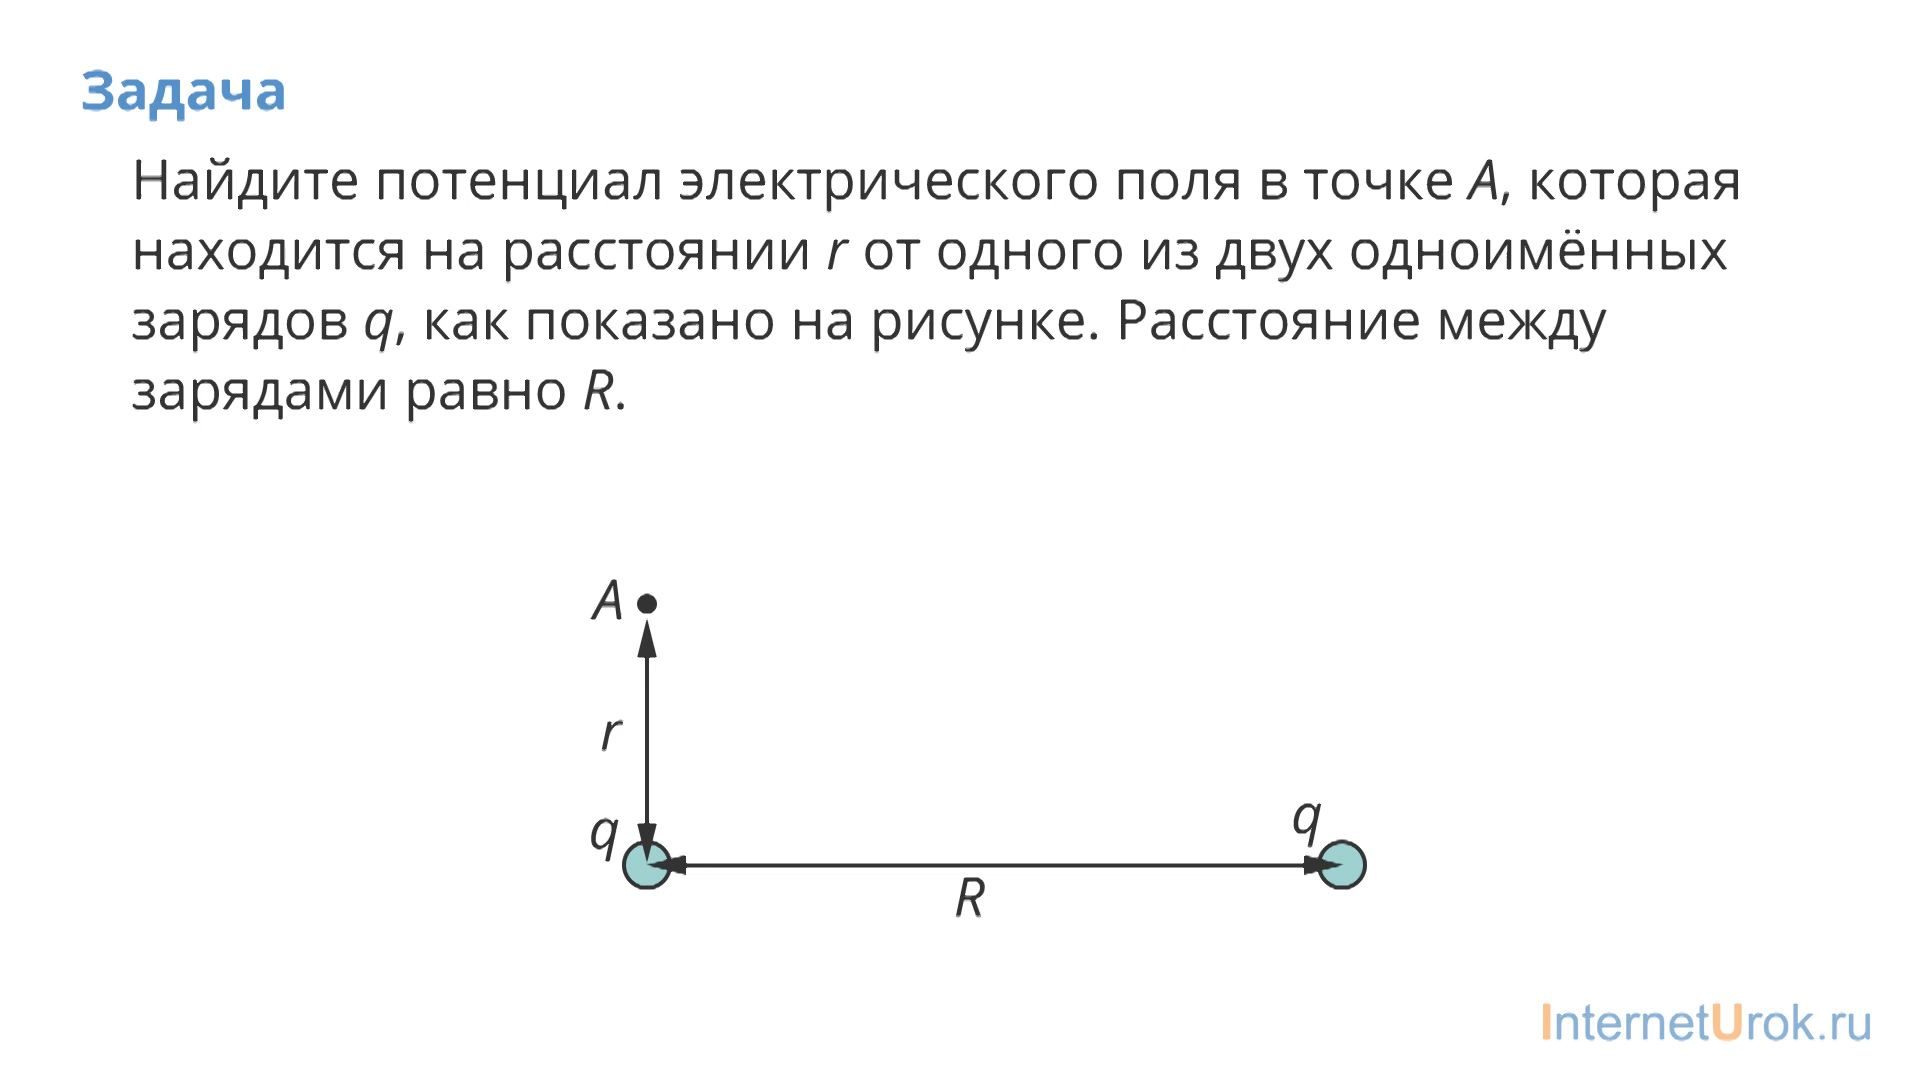 Задача
Найдите потенциал электрического поля в точке A, которая
находится на расстоянии r от одного из двух одноимённых
зарядов q, как показано на рисунке. Расстояние между
зарядами равно R.
A
r
q
q
R
InternetUrok.ru